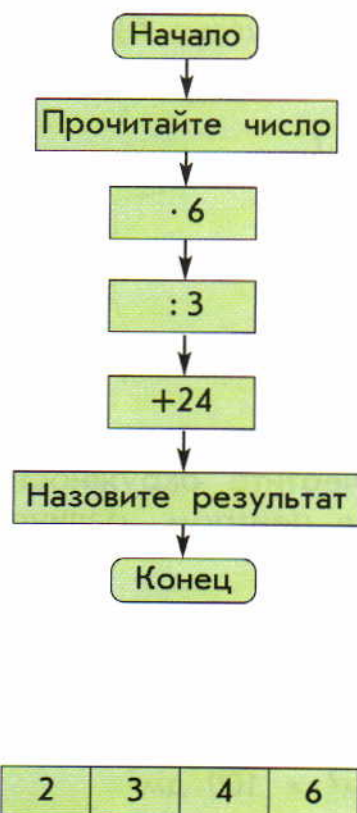 Начало
Прочитайте число
· 6
: 3
+24
Назовите результат
Конец
2 3 4 6